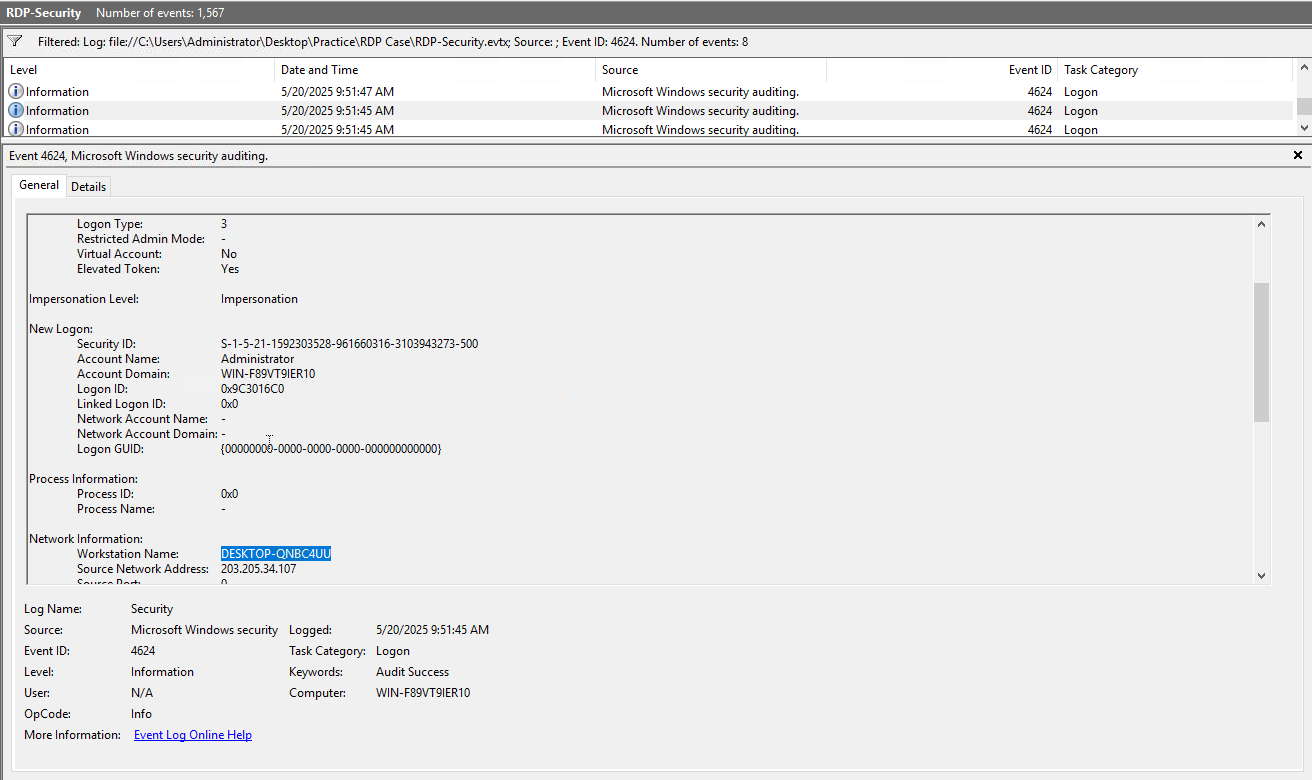 RDP-Security Number of events: 1,567
Filtered: Log: file://C:\Users\Administrator\Desktop\Practice\RDP Case\RDP-Security.evtx; Source: ; Event ID: 4624. Number of events: 8
Level Date and Time Source Event ID Task Category
Information 5/20/2025 9:51:47 AM Microsoft Windows security auditing. 4624 Logon
Information 5/20/2025 9:51:45 AM Microsoft Windows security auditing. 4624 Logon
Information 5/20/2025 9:51:45 AM Microsoft Windows security auditing. 4624 Logon
Event 4624, Microsoft Windows security auditing.
General Details
Logon Type: 3
Restricted Admin Mode: -
Virtual Account: No
Elevated Token: Yes
Impersonation Level: Impersonation
New Logon:
Security ID: S-1-5-21-1592303528-961660316-3103943273-500
Account Name: Administrator
Account Domain: WIN-F89VT9IER10
Logon ID: 0x9C3016C0
Linked Logon ID: 0x0
Network Account Name: -
Network Account Domain: -
Logon GUID: {00000000-0000-0000-0000-000000000000}
Process Information:
Process ID: 0x0
Process Name: -
Network Information:
Workstation Name: DESKTOP-QNBC4UU
Source Network Address: 203.205.34.107
Source Port: 0
Log Name: Security
Source: Microsoft Windows security Logged: 5/20/2025 9:51:45 AM
Event ID: 4624 Task Category: Logon
Level: Information Keywords: Audit Success
User: N/A Computer: WIN-F89VT9IER10
OpCode: Info
More Information: Event Log Online Help